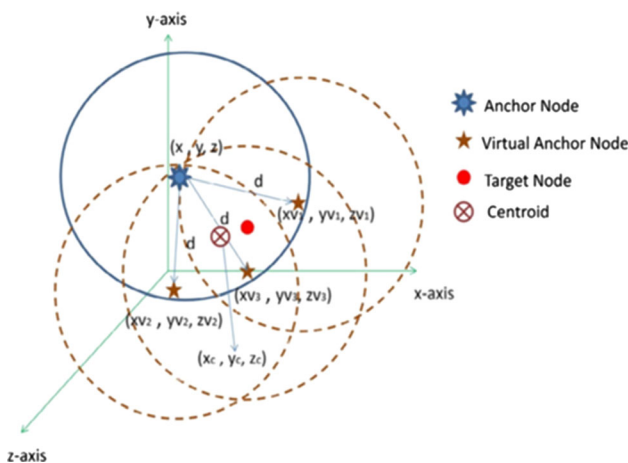 y-axis
(x , y, z)
d
(xv₁ , yv₁, zv₁)
d
d
(xv₃ , yv₃, zv₃)
(xv₂ , yv₂, zv₂)
(xc , yc, zc)
x-axis
z-axis
Anchor Node
Virtual Anchor Node
Target Node
Centroid